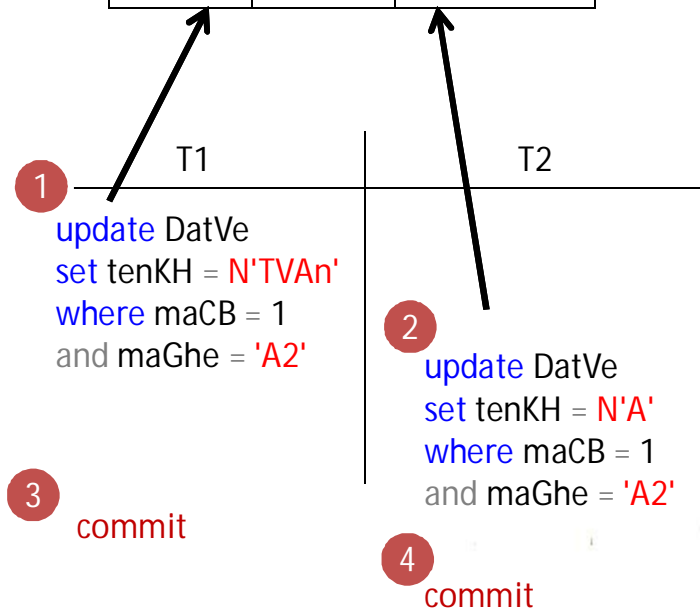 T1
T2
1
update DatVe
set tenKH = N'TVAn'
where maCB = 1
and maGhe = 'A2'
2
update DatVe
set tenKH = N'A'
where maCB = 1
and maGhe = 'A2'
3
commit
4
commit